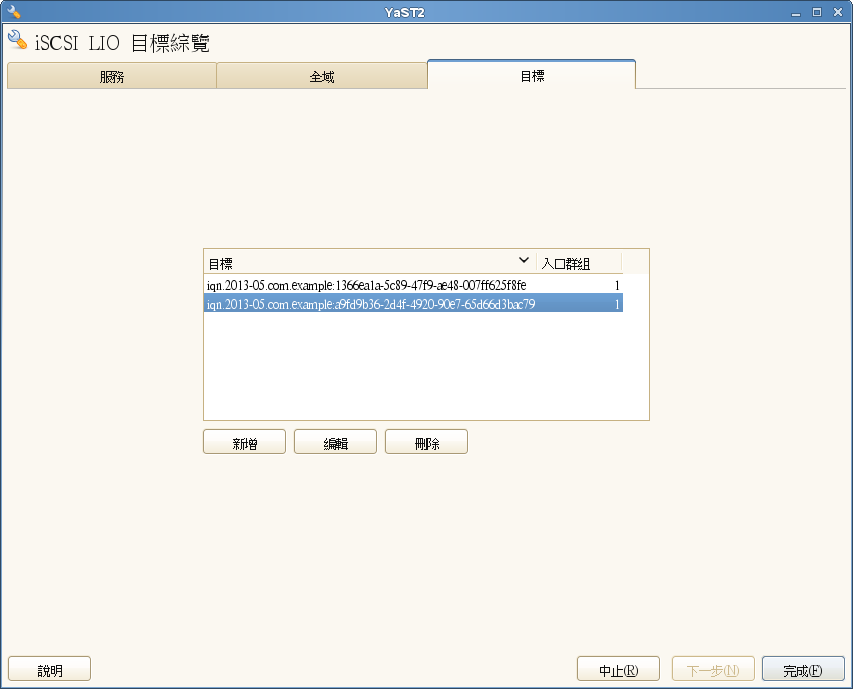 YaST2
iSCSI LIO 目標綜覽
服務 全域 目標
目標 入口群組
iqn.2013-05.com.example:1366ea1a-5c89-47f9-ae48-007ff625f8fe 1
iqn.2013-05.com.example:a9fd9b36-2d4f-4920-90e7-65d66d3bac79 1
新增 編輯 刪除
說明 中止(R) 下一步(N) 完成(F)